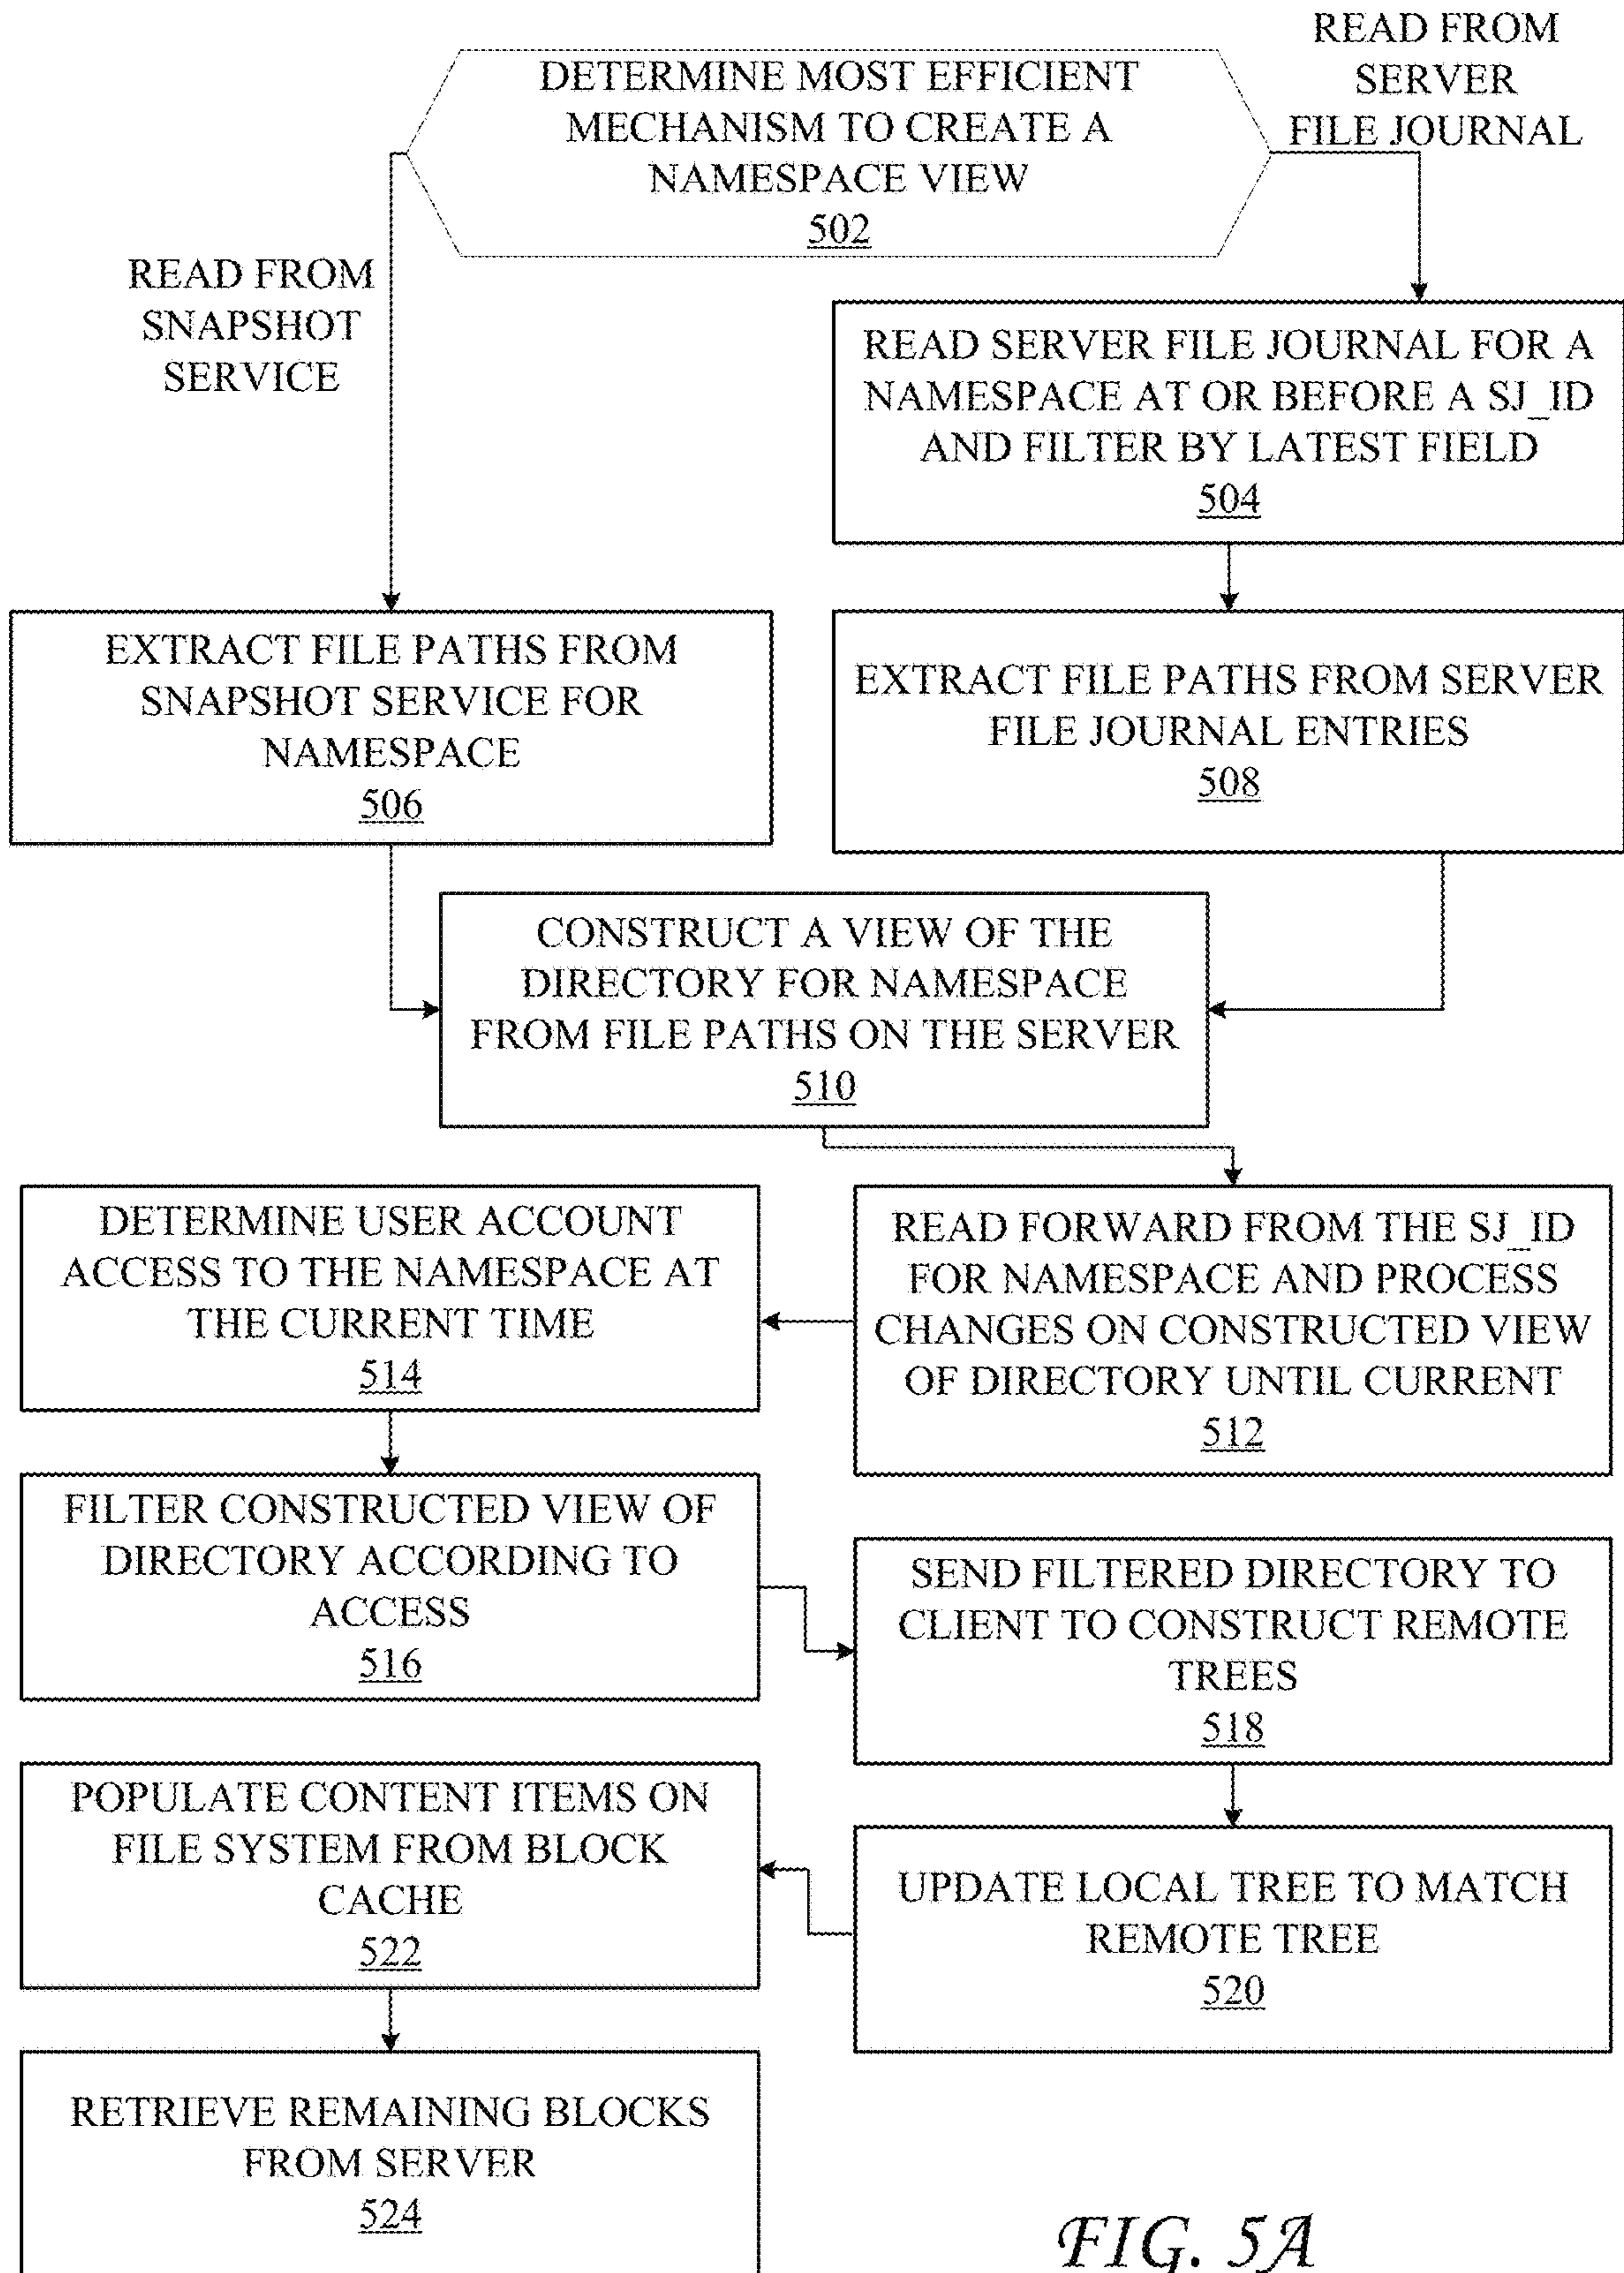 READ FROM
SERVER
FILE JOURNAL
DETERMINE MOST EFFICIENT
MECHANISM TO CREATE A
NAMESPACE VIEW
502
READ FROM
SNAPSHOT
SERVICE
READ SERVER FILE JOURNAL FOR A
NAMESPACE AT OR BEFORE A SJ_ID
AND FILTER BY LATEST FIELD
504
EXTRACT FILE PATHS FROM
SNAPSHOT SERVICE FOR
NAMESPACE
506
EXTRACT FILE PATHS FROM SERVER
FILE JOURNAL ENTRIES
508
CONSTRUCT A VIEW OF THE
DIRECTORY FOR NAMESPACE
FROM FILE PATHS ON THE SERVER
510
READ FORWARD FROM THE SJ_ID
FOR NAMESPACE AND PROCESS
CHANGES ON CONSTRUCTED VIEW
OF DIRECTORY UNTIL CURRENT
512
DETERMINE USER ACCOUNT
ACCESS TO THE NAMESPACE AT
THE CURRENT TIME
514
FILTER CONSTRUCTED VIEW OF
DIRECTORY ACCORDING TO
ACCESS
516
SEND FILTERED DIRECTORY TO
CLIENT TO CONSTRUCT REMOTE
TREES
518
UPDATE LOCAL TREE TO MATCH
REMOTE TREE
520
POPULATE CONTENT ITEMS ON
FILE SYSTEM FROM BLOCK
CACHE
522
RETRIEVE REMAINING BLOCKS
FROM SERVER
524
FIG. 5A